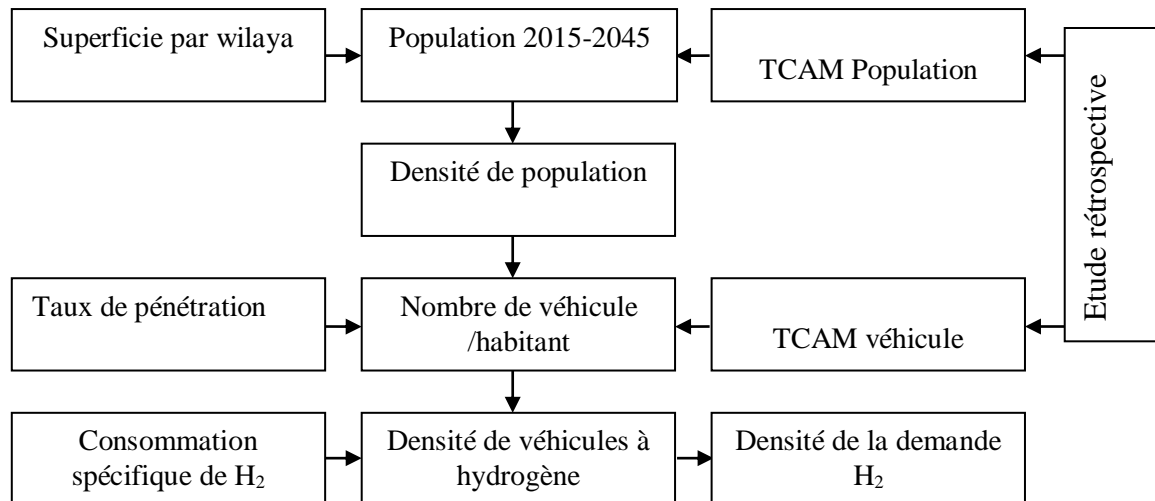 Superficie par wilaya
Population 2015-2045
TCAM Population
Etude rétrospective
Densité de population
Taux de pénétration
Nombre de véhicule
/habitant
TCAM véhicule
Consommation
spécifique de H₂
Densité de véhicules à
hydrogène
Densité de la demande
H₂